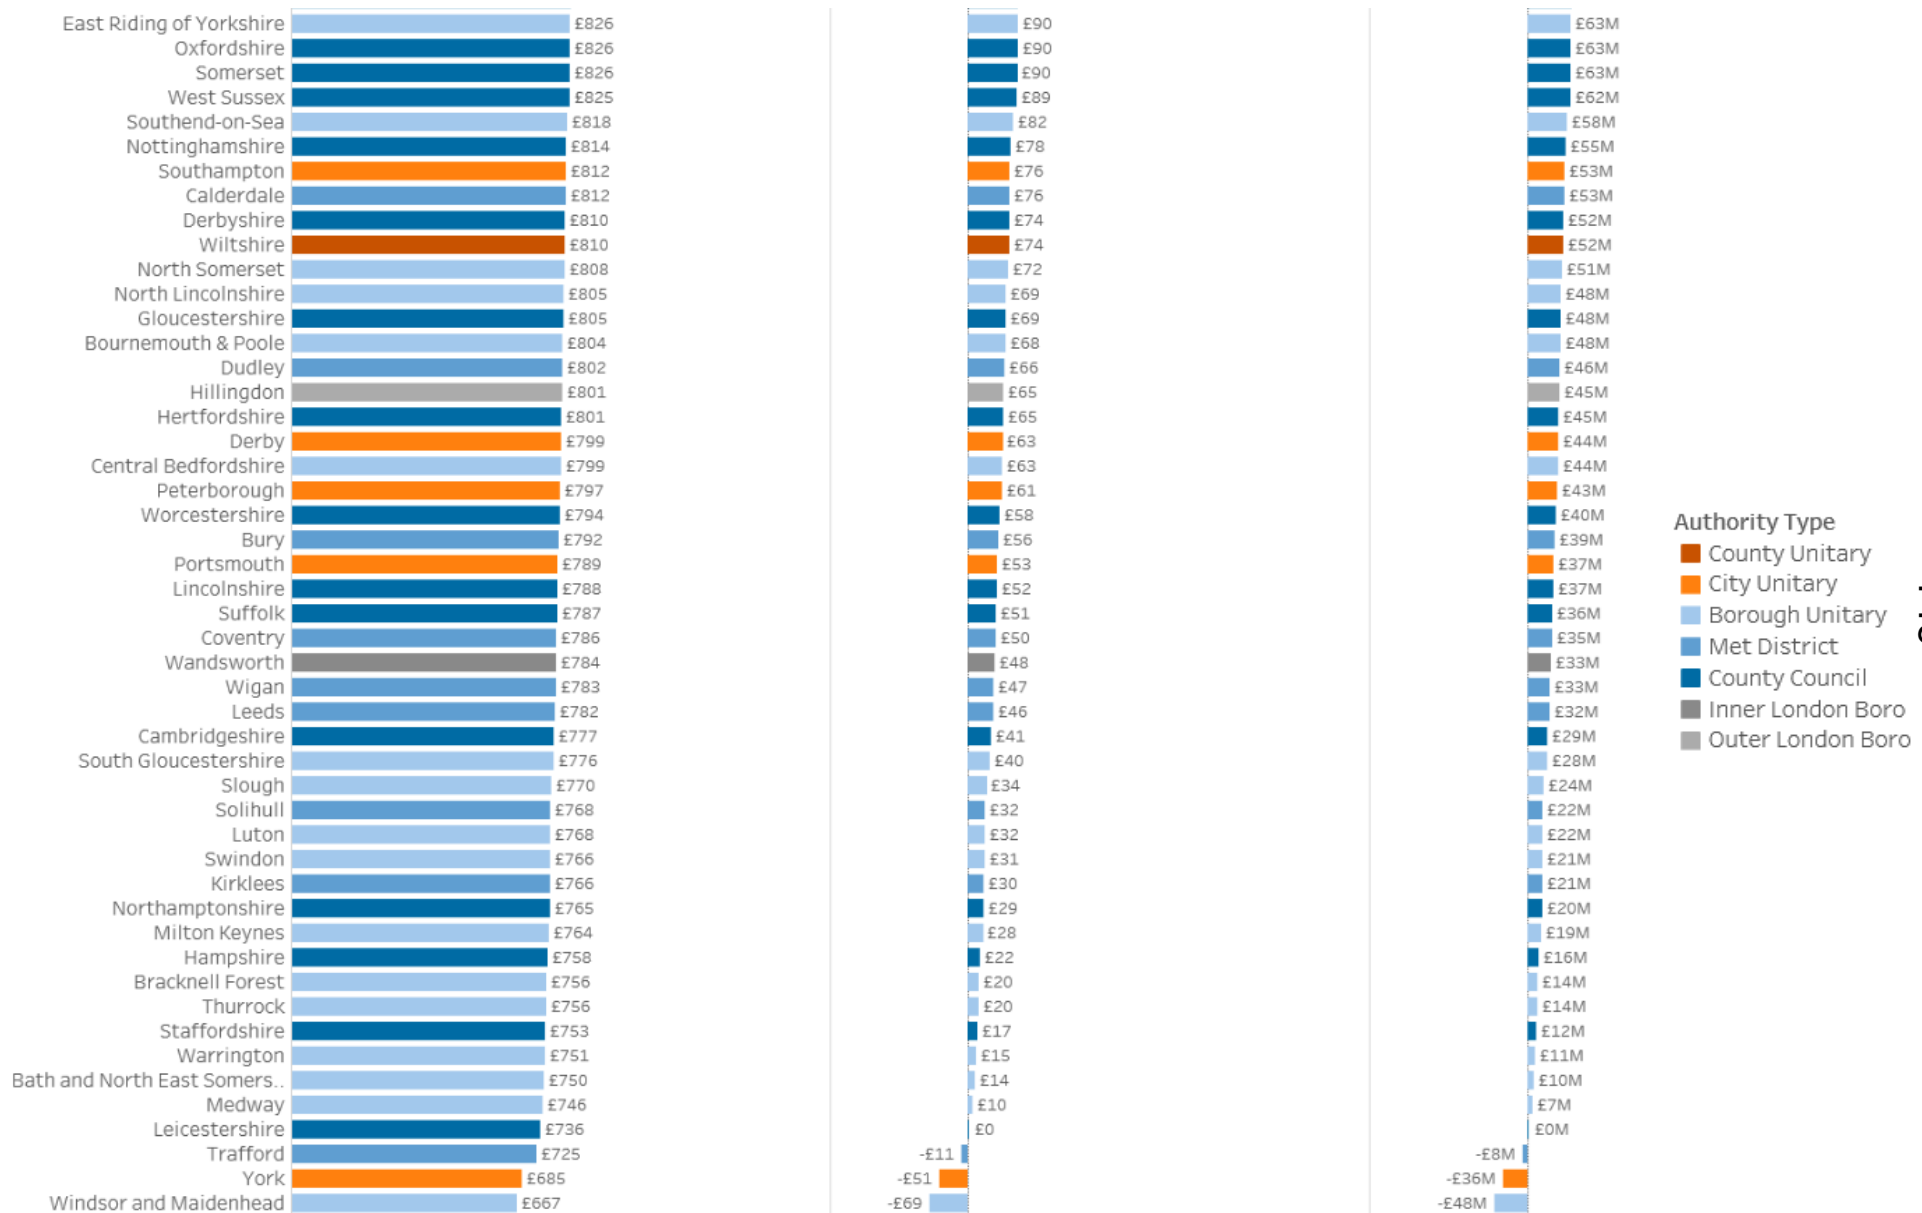 East Riding of Yorkshire £826 £90 £63M
Oxfordshire £826 £90 £63M
Somerset £826 £90 £63M
West Sussex £825 £89 £62M
Southend-on-Sea £818 £82 £58M
Nottinghamshire £814 £78 £55M
Southampton £812 £76 £53M
Calderdale £812 £76 £53M
Derbyshire £810 £74 £52M
Wiltshire £810 £74 £52M
North Somerset £808 £72 £51M
North Lincolnshire £805 £69 £48M
Gloucestershire £805 £69 £48M
Bournemouth & Poole £804 £68 £48M
Dudley £802 £66 £46M
Hillingdon £801 £65 £45M
Hertfordshire £801 £65 £45M
Derby £799 £63 £44M
Central Bedfordshire £799 £63 £44M
Peterborough £797 £61 £43M
Worcestershire £794 £58 £40M
Bury £792 £56 £39M
Portsmouth £789 £53 £37M
Lincolnshire £788 £52 £37M
Suffolk £787 £51 £36M
Coventry £786 £50 £35M
Wandsworth £784 £48 £33M
Wigan £783 £47 £33M
Leeds £782 £46 £32M
Cambridgeshire £777 £41 £29M
South Gloucestershire £776 £40 £28M
Slough £770 £34 £24M
Solihull £768 £32 £22M
Luton £768 £32 £22M
Swindon £766 £31 £21M
Kirklees £766 £30 £21M
Northamptonshire £765 £29 £20M
Milton Keynes £764 £28 £19M
Hampshire £758 £22 £16M
Bracknell Forest £756 £20 £14M
Thurrock £756 £20 £14M
Staffordshire £753 £17 £12M
Warrington £751 £15 £11M
Bath and North East Somers.. £750 £14 £10M
Medway £746 £10 £7M
Leicestershire £736 £0 £0M
Trafford £725 -£11 -£8M
York £685 -£51 -£36M
Windsor and Maidenhead £667 -£69 -£48M
Authority Type
County Unitary
City Unitary
Borough Unitary
Met District
County Council
Inner London Boro
Outer London Boro